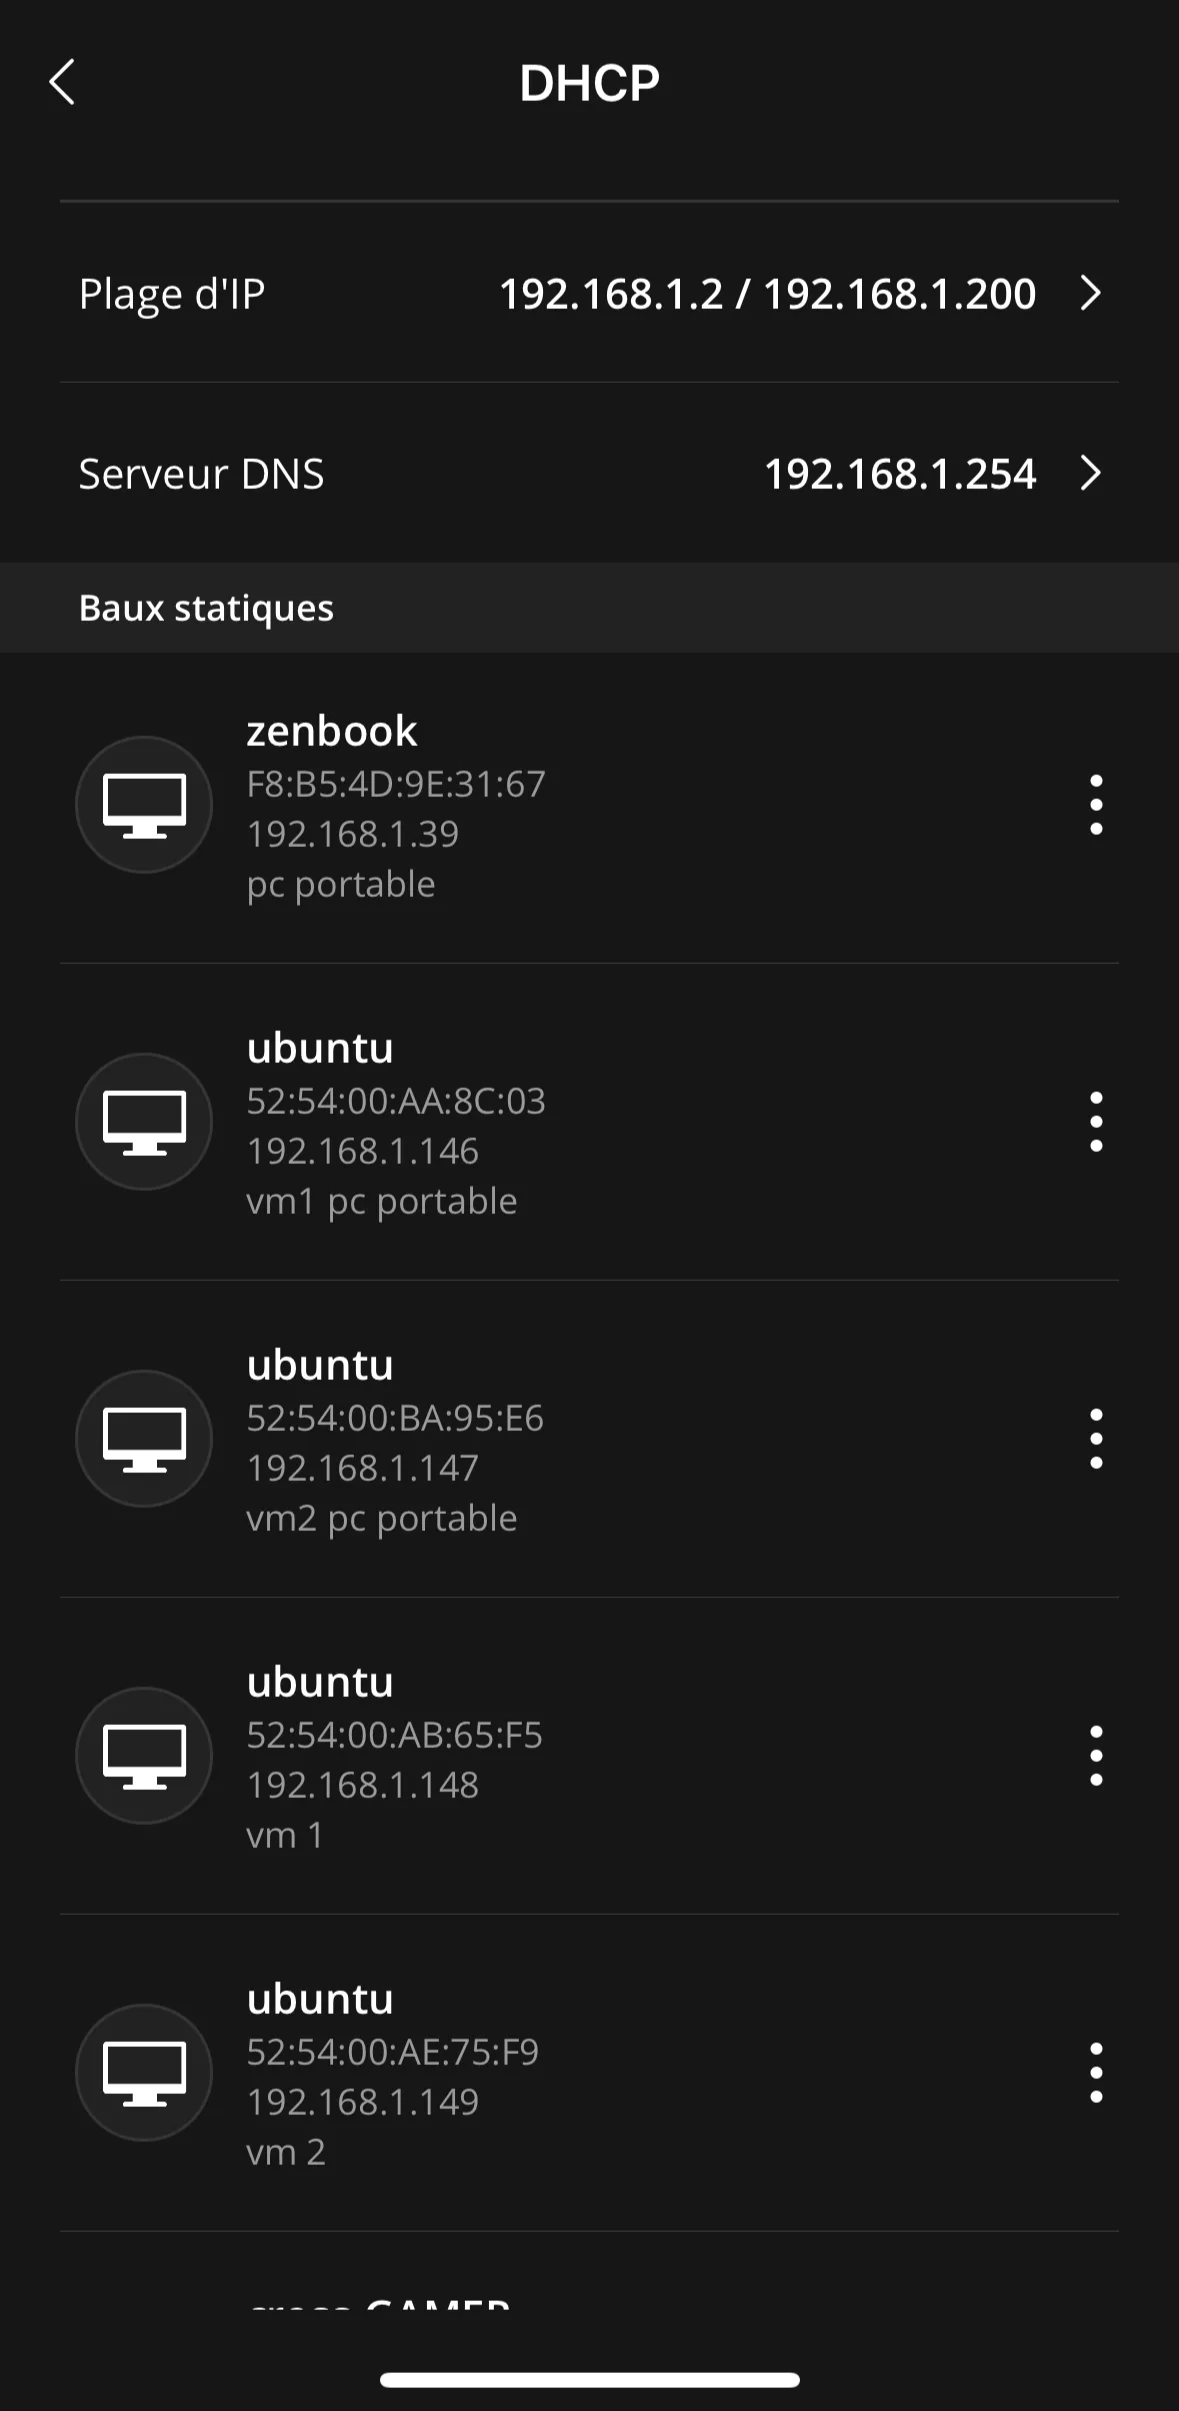 DHCP
Plage d'IP
192.168.1.2 / 192.168.1.200
Serveur DNS
192.168.1.254
Baux statiques
zenbook
F8:B5:4D:9E:31:67
192.168.1.39
pc portable
ubuntu
52:54:00:AA:8C:03
192.168.1.146
vm1 pc portable
ubuntu
52:54:00:BA:95:E6
192.168.1.147
vm2 pc portable
ubuntu
52:54:00:AB:65:F5
192.168.1.148
vm 1
ubuntu
52:54:00:AE:75:F9
192.168.1.149
vm 2
GAMER